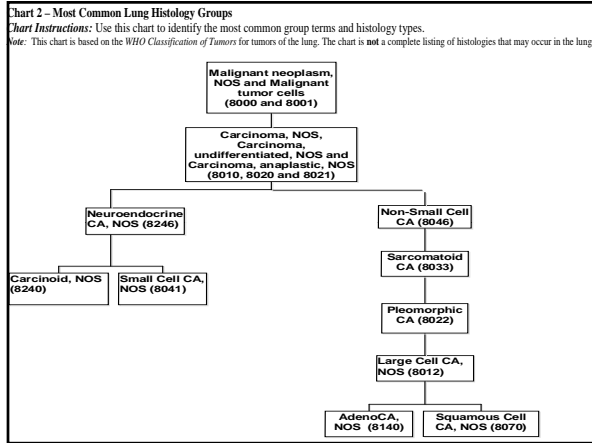 Chart 2 – Most Common Lung Histology Groups
Chart Instructions: Use this chart to identify the most common group terms and histology types.
Note: This chart is based on the WHO Classification of Tumors for tumors of the lung. The chart is not a complete listing of histologies that may occur in the lung
Malignant neoplasm,
NOS and Malignant
tumor cells
(8000 and 8001)
Carcinoma, NOS,
Carcinoma,
undifferentiated, NOS and
Carcinoma, anaplastic, NOS
(8010, 8020 and 8021)
Neuroendocrine
CA, NOS (8246)
Non-Small Cell
CA (8046)
Carcinoid, NOS
(8240)
Small Cell CA,
NOS (8041)
Sarcomatoid
CA (8033)
Pleomorphic
CA (8022)
Large Cell CA,
NOS (8012)
AdenoCA,
NOS (8140)
Squamous Cell
CA, NOS (8070)